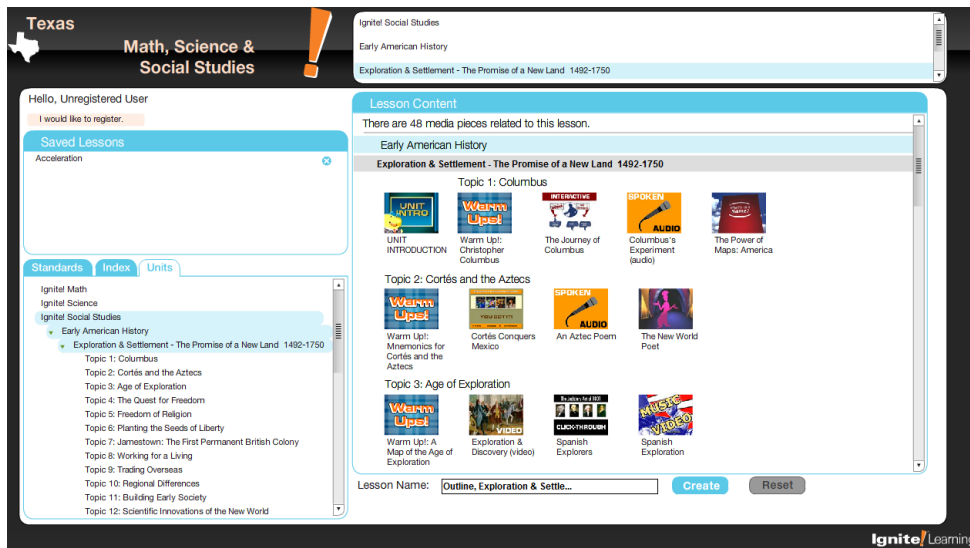 Texas
Math, Science &
Social Studies
Ignite! Social Studies
Early American History
Exploration & Settlement - The Promise of a New Land 1492-1750
Hello, Unregistered User
I would like to register.
Saved Lessons
Acceleration
Standards
Index
Units
Ignite! Math
Ignite! Science
Ignite! Social Studies
Early American History
Exploration & Settlement - The Promise of a New Land 1492-1750
Topic 1: Columbus
Topic 2: Cortés and the Aztecs
Topic 3: Age of Exploration
Topic 4: The Quest for Freedom
Topic 5: Freedom of Religion
Topic 6: Planting the Seeds of Liberty
Topic 7: Jamestown: The First Permanent British Colony
Topic 8: Working for a Living
Topic 9: Trading Overseas
Topic 10: Regional Differences
Topic 11: Building Early Society
Topic 12: Scientific Innovations of the New World
Lesson Content
There are 48 media pieces related to this lesson.
Early American History
Exploration & Settlement - The Promise of a New Land 1492-1750
Topic 1: Columbus
UNIT
INTRO
UNIT
INTRODUCTION
Warm
Ups!
Warm Up!:
Christopher
Columbus
INTERACTIVE
The Journey of
Columbus
SPOKEN
AUDIO
Columbus's
Experiment
(audio)
The Power of
Maps: America
Topic 2: Cortés and the Aztecs
Warm
Ups!
Warm Up!:
Mnemonics for
Cortés and the
Aztecs
Cortés Conquers
Mexico
SPOKEN
AUDIO
An Aztec Poem
The New World
Poet
Topic 3: Age of Exploration
Warm
Ups!
Warm Up!: A
Map of the Age of
Exploration
VIDEO
Exploration &
Discovery (video)
CLICK-THROUGH
Spanish
Explorers
MUSIC
VIDEO
Spanish
Exploration
Lesson Name:
Outline, Exploration & Settle...
Create
Reset
Ignite! Learning